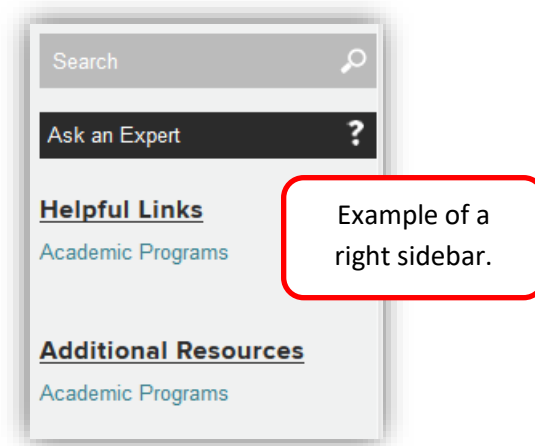 Search
Ask an Expert ?
Helpful Links
Academic Programs
Example of a
right sidebar.
Additional Resources
Academic Programs